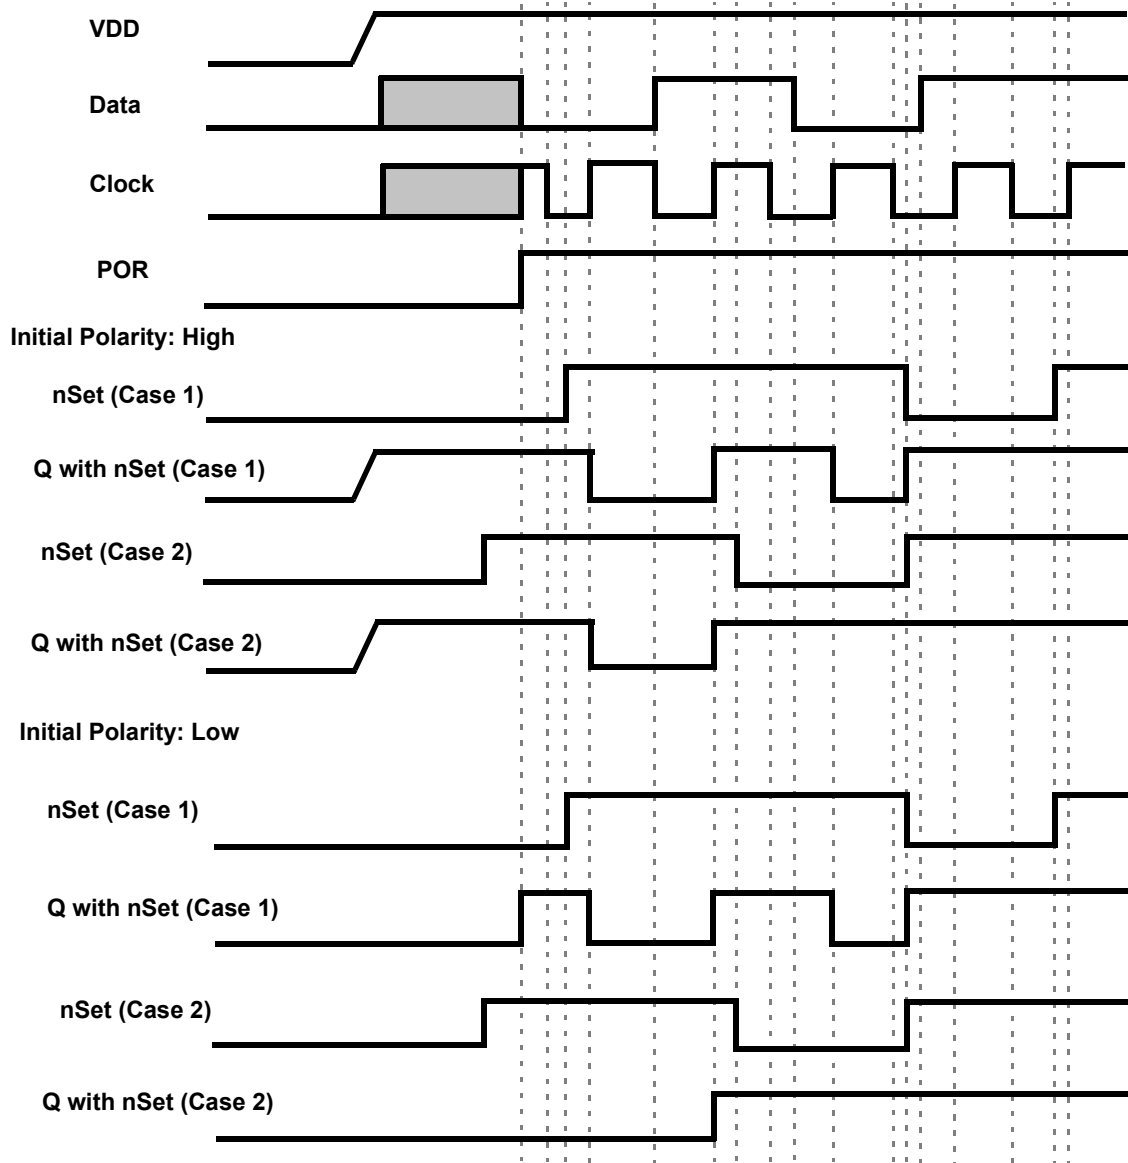 VDD
Data
Clock
POR
Initial Polarity: High
nSet (Case 1)
Q with nSet (Case 1)
nSet (Case 2)
Q with nSet (Case 2)
Initial Polarity: Low
nSet (Case 1)
Q with nSet (Case 1)
nSet (Case 2)
Q with nSet (Case 2)